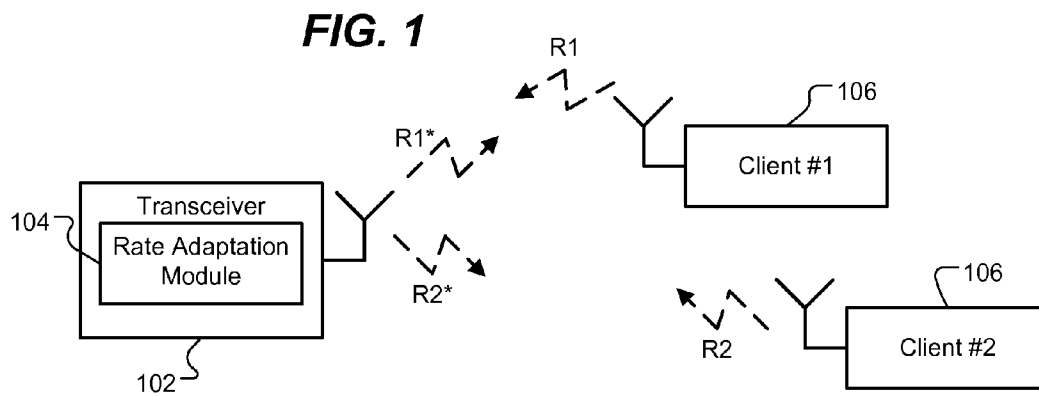 FIG. 1
R1
106
R1*
Client #1
Transceiver
104
Rate Adaptation
Module
R2*
106
R2
Client #2
102